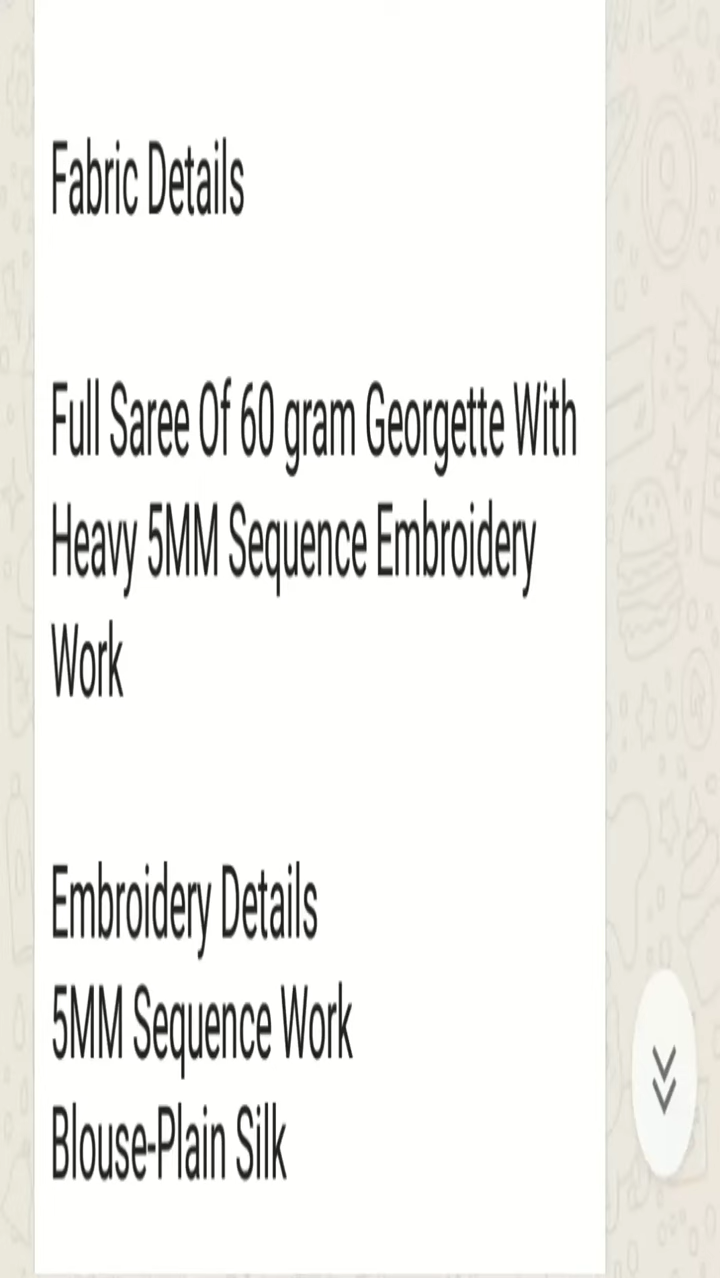 Fabric Details
Full Saree Of 60 gram Georgette With
Heavy 5MM Sequence Embroidery
Work
Embroidery Details
5MM Sequence Work
Blouse-Plain Silk